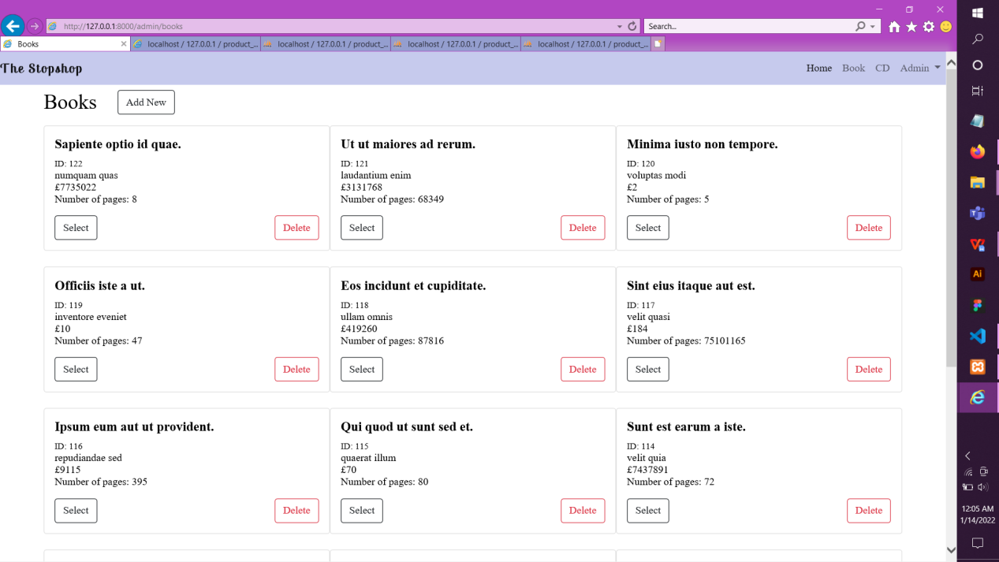 http://127.0.0.1:8000/admin/books
Search...
Books
localhost / 127.0.0.1 / product_...
localhost / 127.0.0.1 / product_...
localhost / 127.0.0.1 / product_...
localhost / 127.0.0.1 / product_...
The Stopshop
Home Book CD Admin
Books Add New
Sapiente optio id quae.
ID: 122
numquam quas
£7735022
Number of pages: 8
Select Delete
Ut ut maiores ad rerum.
ID: 121
laudantium enim
£3131768
Number of pages: 68349
Select Delete
Minima iusto non tempore.
ID: 120
voluptas modi
£2
Number of pages: 5
Select Delete
Officiis iste a ut.
ID: 119
inventore eveniet
£10
Number of pages: 47
Select Delete
Eos incidunt et cupiditate.
ID: 118
ullam omnis
£419260
Number of pages: 87816
Select Delete
Sint eius itaque aut est.
ID: 117
velit quasi
£184
Number of pages: 75101165
Select Delete
Ipsum eum aut ut provident.
ID: 116
repudiandae sed
£9115
Number of pages: 395
Select Delete
Qui quod ut sunt sed et.
ID: 115
quaerat illum
£70
Number of pages: 80
Select Delete
Sunt est earum a iste.
ID: 114
velit quia
£7437891
Number of pages: 72
Select Delete
Ai
12:05 AM
1/14/2022